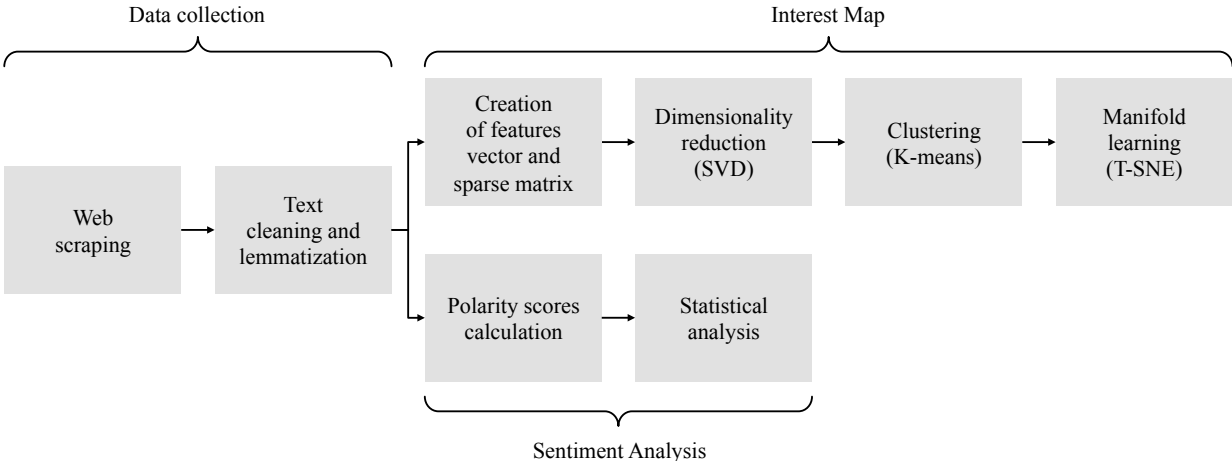 Data collection
Interest Map
Web
scraping
Text
cleaning and
lemmatization
Creation
of features
vector and
sparse matrix
Dimensionality
reduction
(SVD)
Clustering
(K-means)
Manifold
learning
(T-SNE)
Polarity scores
calculation
Statistical
analysis
Sentiment Analysis